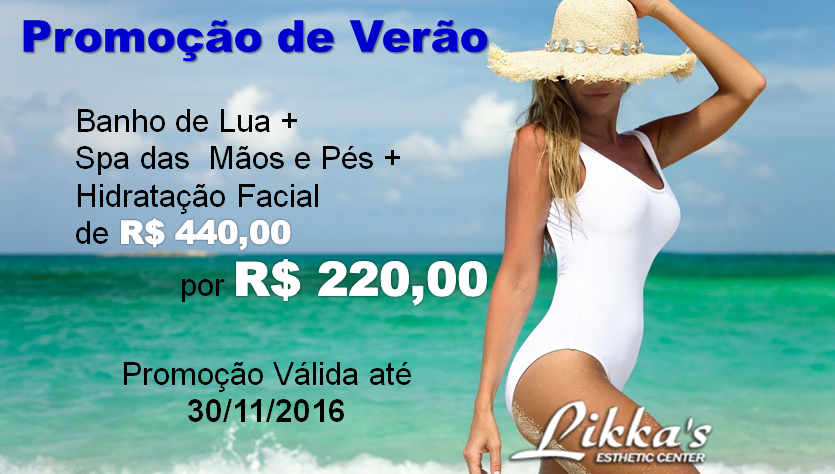 Promoção de Verão
Banho de Lua +
Spa das Mãos e Pés +
Hidratação Facial
de R$ 440,00
por R$ 220,00
Promoção Válida até
30/11/2016
Likka's
ESTHETIC CENTER